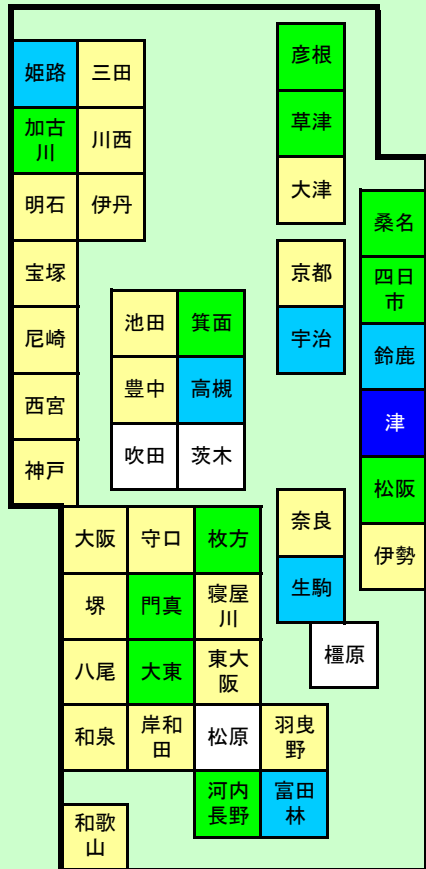 姫路
三田
加古
川
川西
明石
伊丹
宝塚
尼崎
西宮
神戸
池田
箕面
豊中
高槻
吹田
茨木
彦根
草津
大津
京都
宇治
桑名
四日
市
鈴鹿
津
松阪
伊勢
奈良
生駒
橿原
大阪
守口
枚方
堺
門真
寝屋
川
八尾
大東
東大
阪
和泉
岸和
田
松原
羽曳
野
河内
長野
富田
林
和歌
山